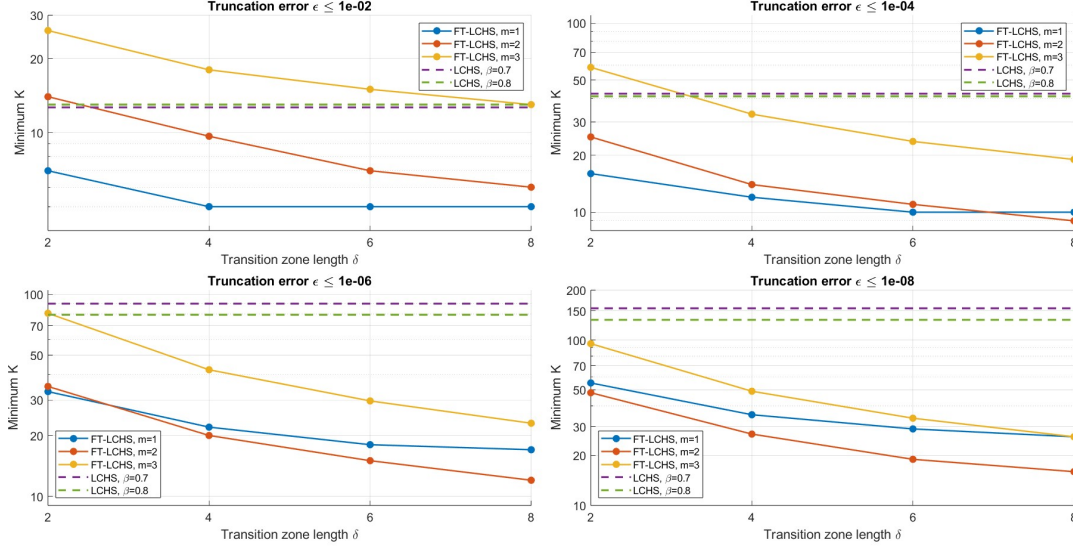 Truncation error ϵ ≤ 1e-02
30
20
10
Minimum K
2
4
6
8
Transition zone length δ
FT-LCHS, m=1
FT-LCHS, m=2
FT-LCHS, m=3
LCHS, β=0.7
LCHS, β=0.8
Truncation error ϵ ≤ 1e-04
100
70
50
30
20
10
Minimum K
2
4
6
8
Transition zone length δ
FT-LCHS, m=1
FT-LCHS, m=2
FT-LCHS, m=3
LCHS, β=0.7
LCHS, β=0.8
Truncation error ϵ ≤ 1e-06
100
70
50
30
20
10
Minimum K
2
4
6
8
Transition zone length δ
FT-LCHS, m=1
FT-LCHS, m=2
FT-LCHS, m=3
LCHS, β=0.7
LCHS, β=0.8
Truncation error ϵ ≤ 1e-08
200
150
100
70
50
30
20
10
Minimum K
2
4
6
8
Transition zone length δ
FT-LCHS, m=1
FT-LCHS, m=2
FT-LCHS, m=3
LCHS, β=0.7
LCHS, β=0.8